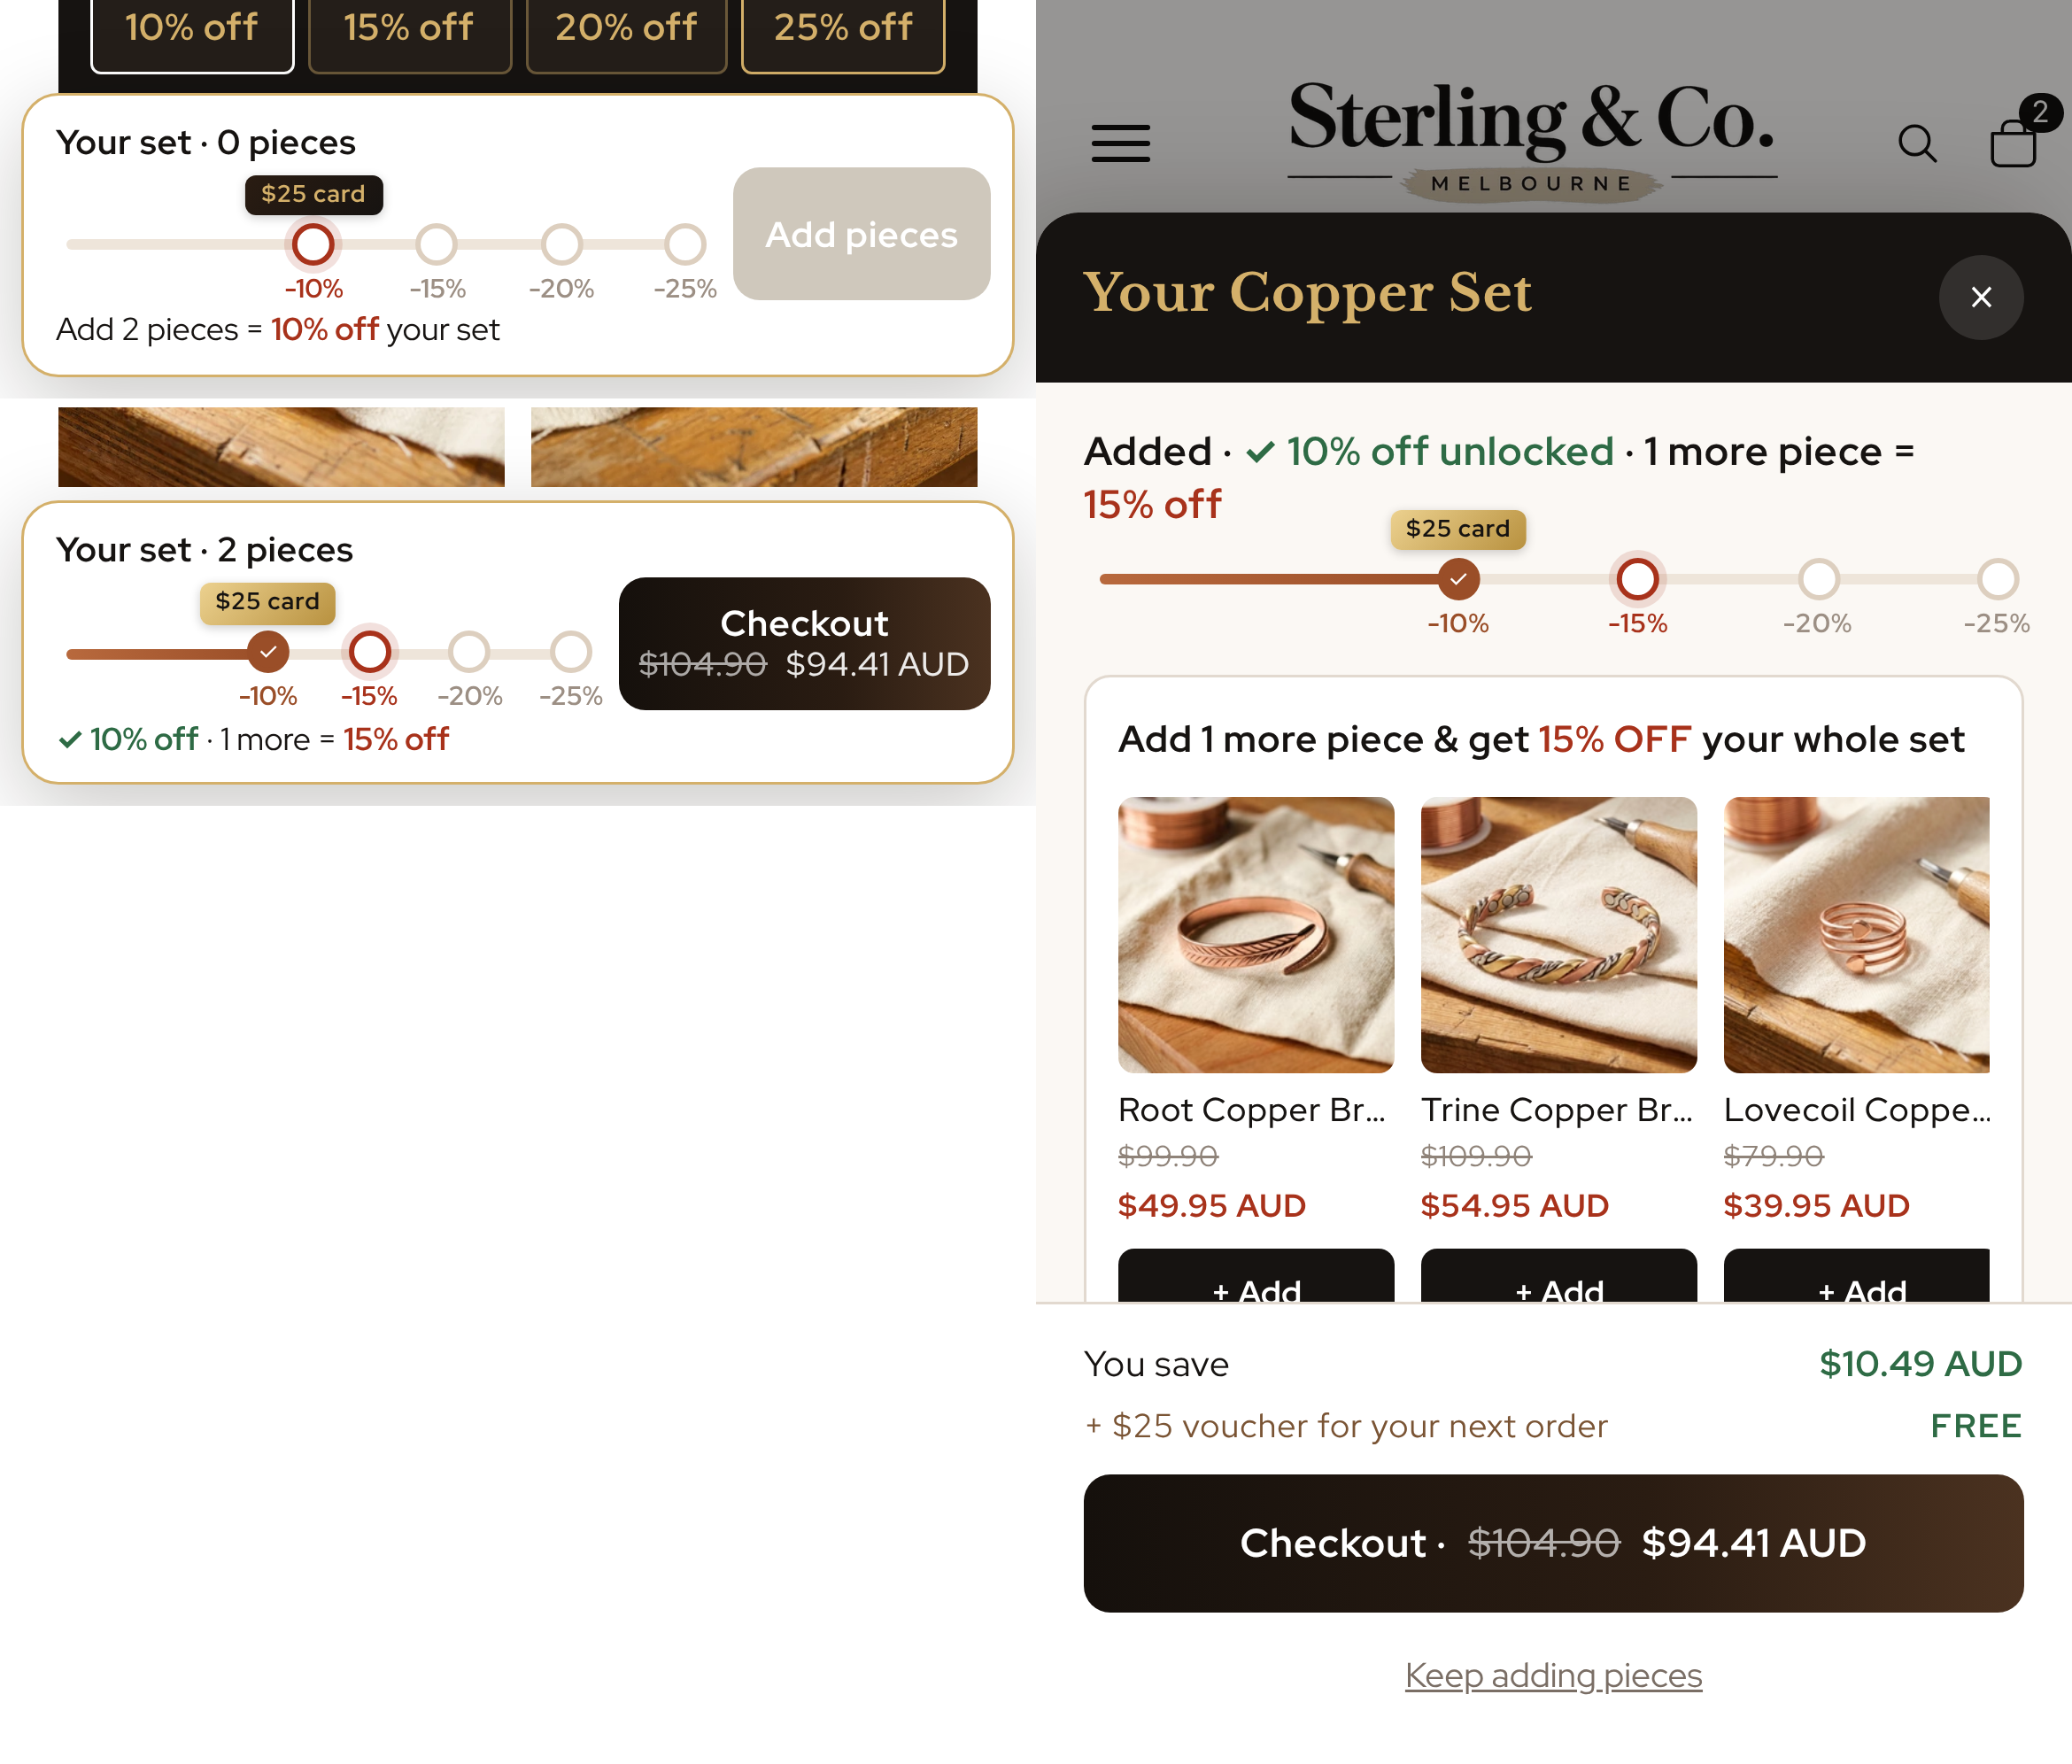 10% off
15% off
20% off
25% off
Your set · 0 pieces
$25 card
Add pieces
-10%
-15%
-20%
-25%
Add 2 pieces = 10% off your set
Your set · 2 pieces
$25 card
Checkout
$104.90 $94.41 AUD
-10%
-15%
-20%
-25%
✓ 10% off · 1 more = 15% off
Sterling & Co.
MELBOURNE
2
Your Copper Set
Added · ✓ 10% off unlocked · 1 more piece =
15% off
$25 card
-10%
-15%
-20%
-25%
Add 1 more piece & get 15% OFF your whole set
Root Copper Br...
Trine Copper Br...
Lovecoil Coppe...
$99.90
$109.90
$79.90
$49.95 AUD
$54.95 AUD
$39.95 AUD
+ Add
+ Add
+ Add
You save
$10.49 AUD
+ $25 voucher for your next order
FREE
Checkout · $104.90 $94.41 AUD
Keep adding pieces